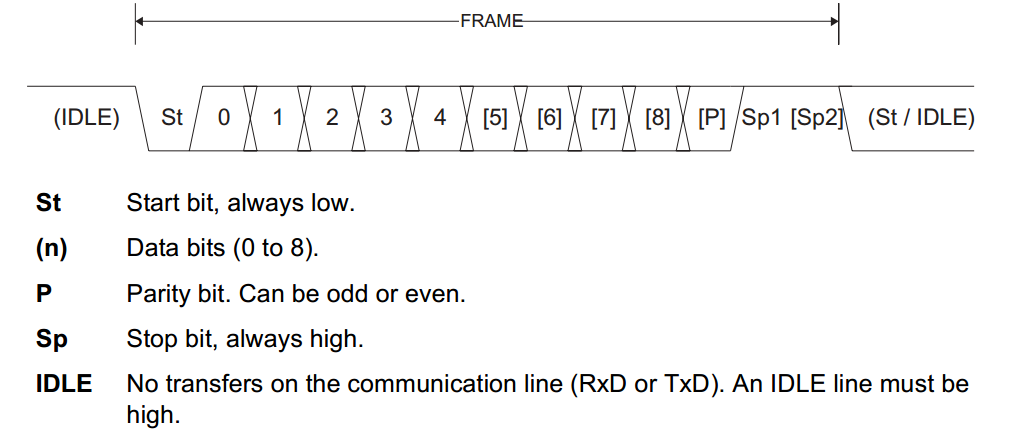 FRAME
(IDLE) St 0 1 2 3 4 [5] [6] [7] [8] [P] Sp1 [Sp2] (St / IDLE)
St Start bit, always low.
(n) Data bits (0 to 8).
P Parity bit. Can be odd or even.
Sp Stop bit, always high.
IDLE No transfers on the communication line (RxD or TxD). An IDLE line must be
high.